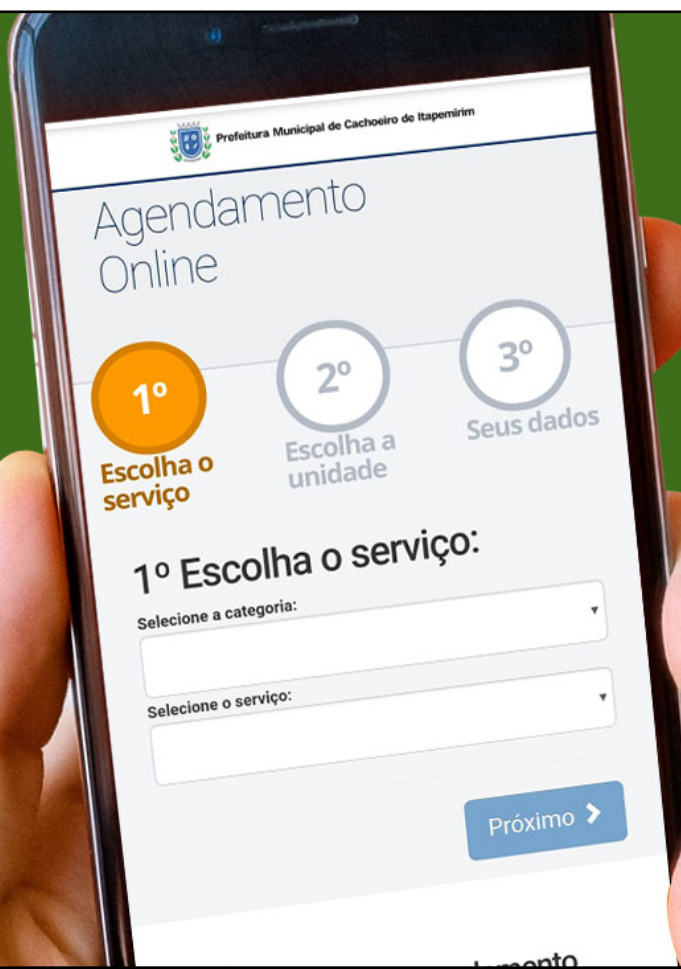 Prefeitura Municipal de Cachoeiro de Itapemirim
Agendamento
Online
1º
2º
3º
Escolha o
serviço
Escolha a
unidade
Seus dados
1º Escolha o serviço:
Selecione a categoria:
Selecione o serviço:
Próximo